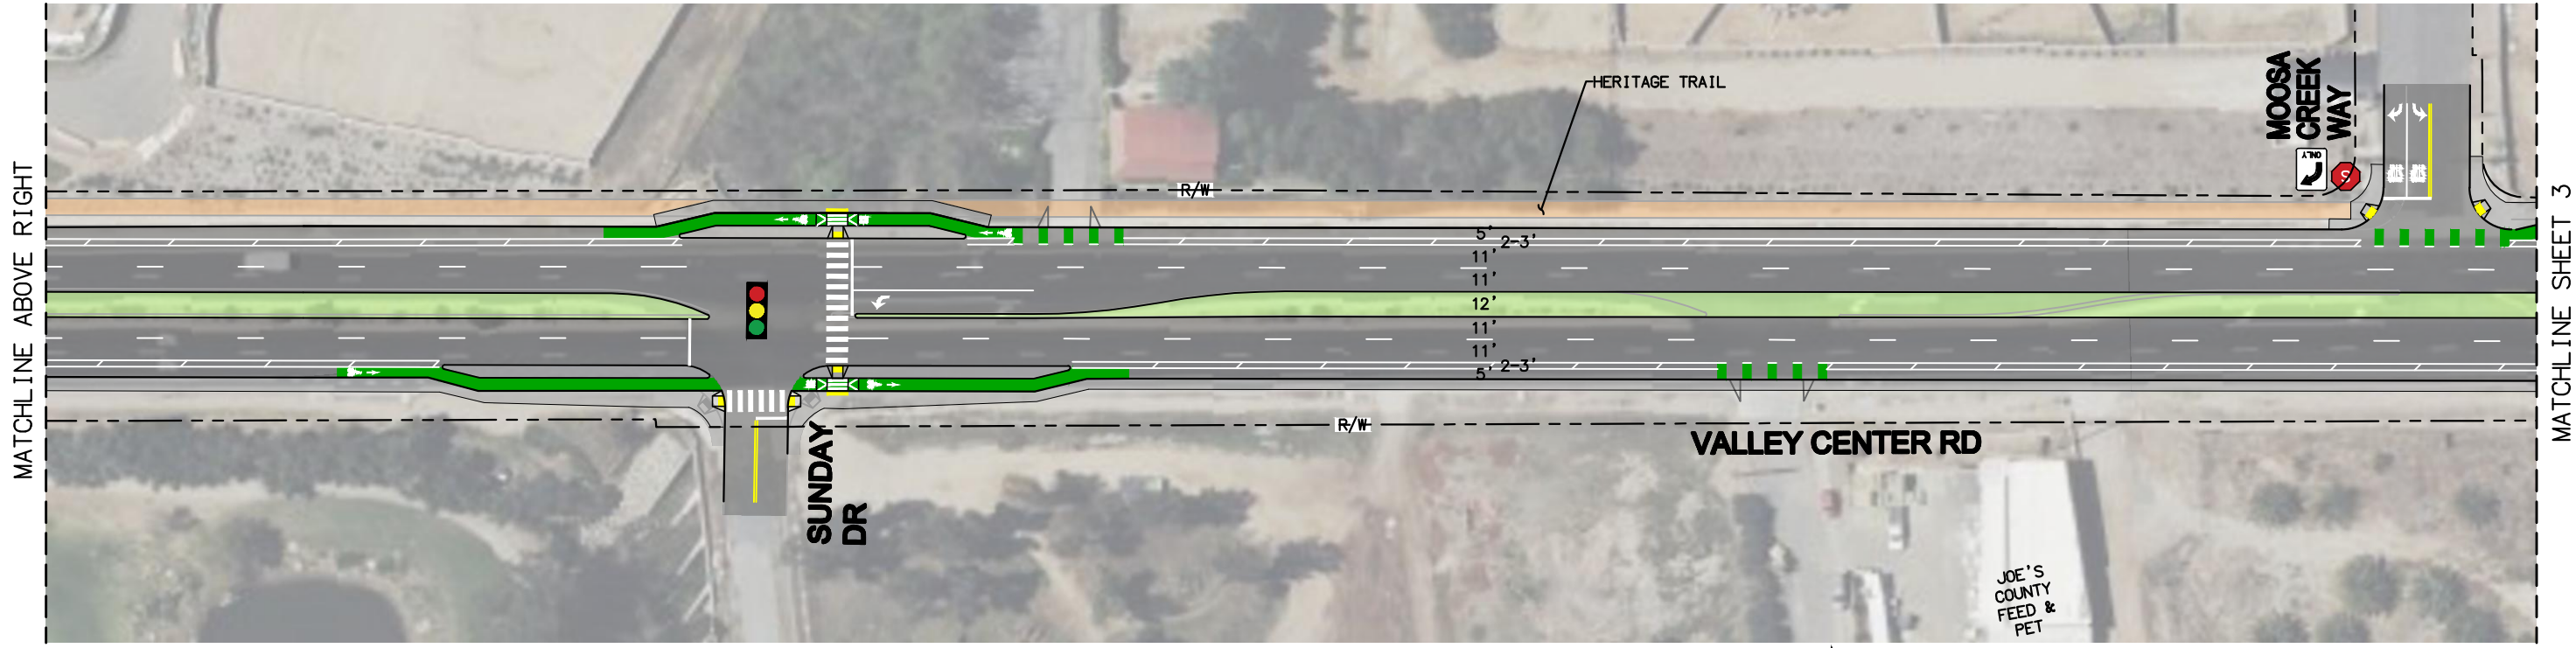 MATCHLINE ABOVE RIGHT
HERITAGE TRAIL
MOOSA
CREEK
WAY
ONLY
S
R/W
5'
2-3'
11'
11'
12'
11'
11'
2-3'
5'
R/W
SUNDAY
DR
VALLEY CENTER RD
JOE'S
COUNTY
FEED &
PET
MATCHLINE SHEET 3